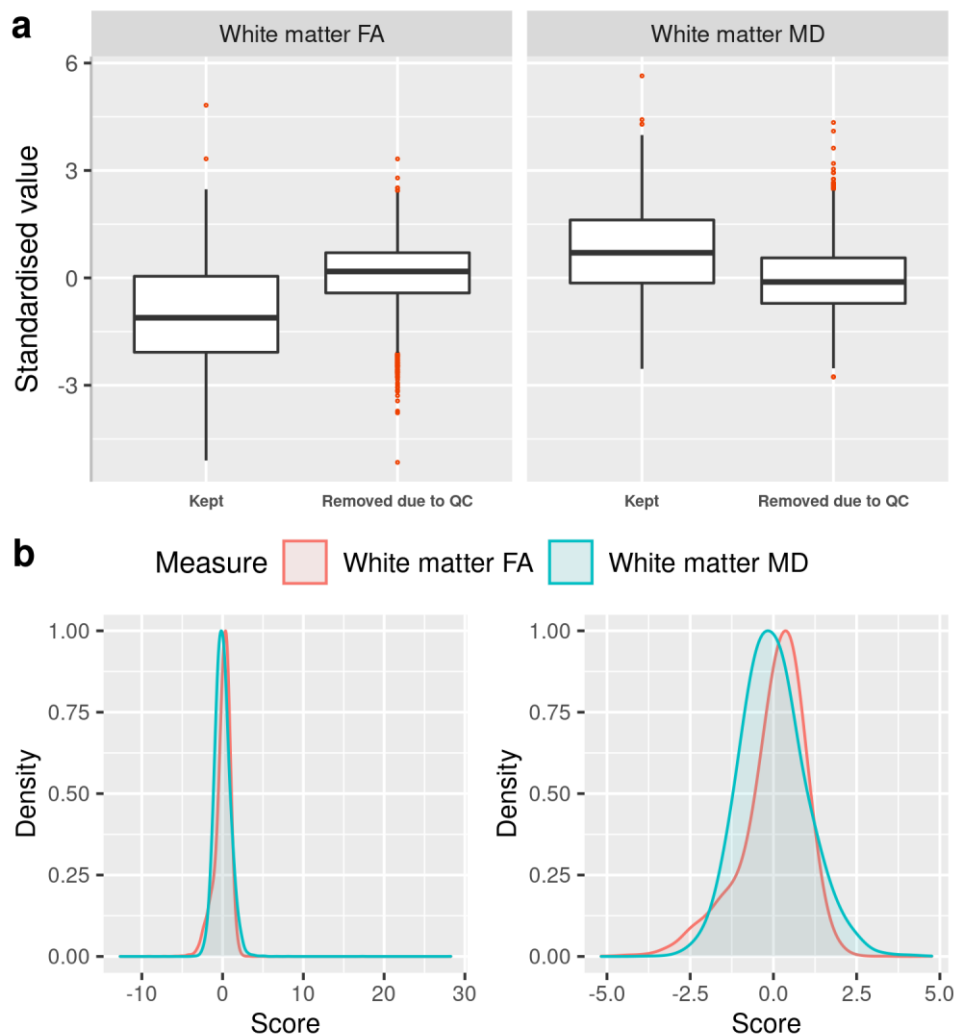 a
White matter FA
White matter MD
6
3
0
-3
Standardised value
Kept
Removed due to QC
Kept
Removed due to QC
b
Measure
White matter FA
White matter MD
1.00
0.75
0.50
0.25
0.00
Density
-10
0
10
20
30
Score
1.00
0.75
0.50
0.25
0.00
Density
-5.0
-2.5
0.0
2.5
5.0
Score